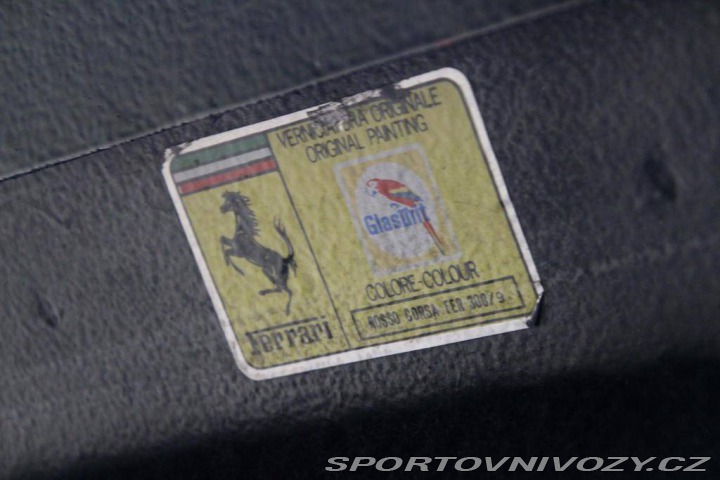 VERNICIATURA ORIGINALE
ORIGINAL PAINTING
Glasurit
COLORE-COLOUR
ROSSO CORSA FER 300/9
Ferrari
SPORTOVNIVOZY.CZ